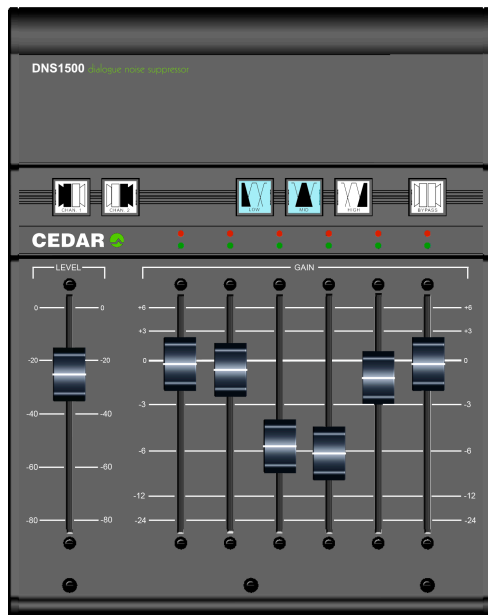 DNS1500 dialogue noise suppressor
CHAN. 1 CHAN. 2 LOW MID HIGH BYPASS
CEDAR
LEVEL GAIN
0 0 +6 +6
+3 +3
-20 -20 0 0
-40 -40 -3 -3
-60 -60 -6 -6
-12 -12
-80 -80 -24 -24